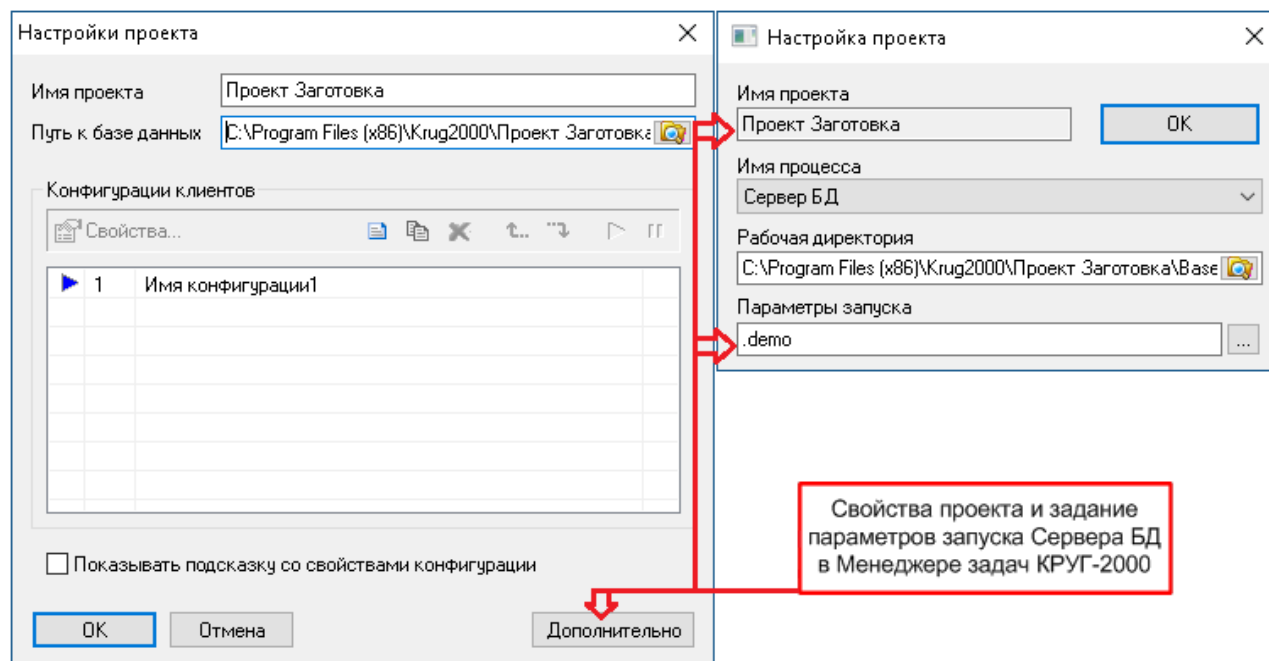 Настройки проекта
Имя проекта
Проект Заготовка
Путь к базе данных
C:\Program Files (x86)\Krug2000\Проект Заготовка
Конфигурации клиентов
Свойства...
1 Имя конфигурации1
Показывать подсказку со свойствами конфигурации
OK
Отмена
Дополнительно
Настройка проекта
Имя проекта
Проект Заготовка
OK
Имя процесса
Сервер БД
Рабочая директория
C:\Program Files (x86)\Krug2000\Проект Заготовка\Base
Параметры запуска
.demo
...
Свойства проекта и задание
параметров запуска Сервера БД
в Менеджере задач КРУГ-2000